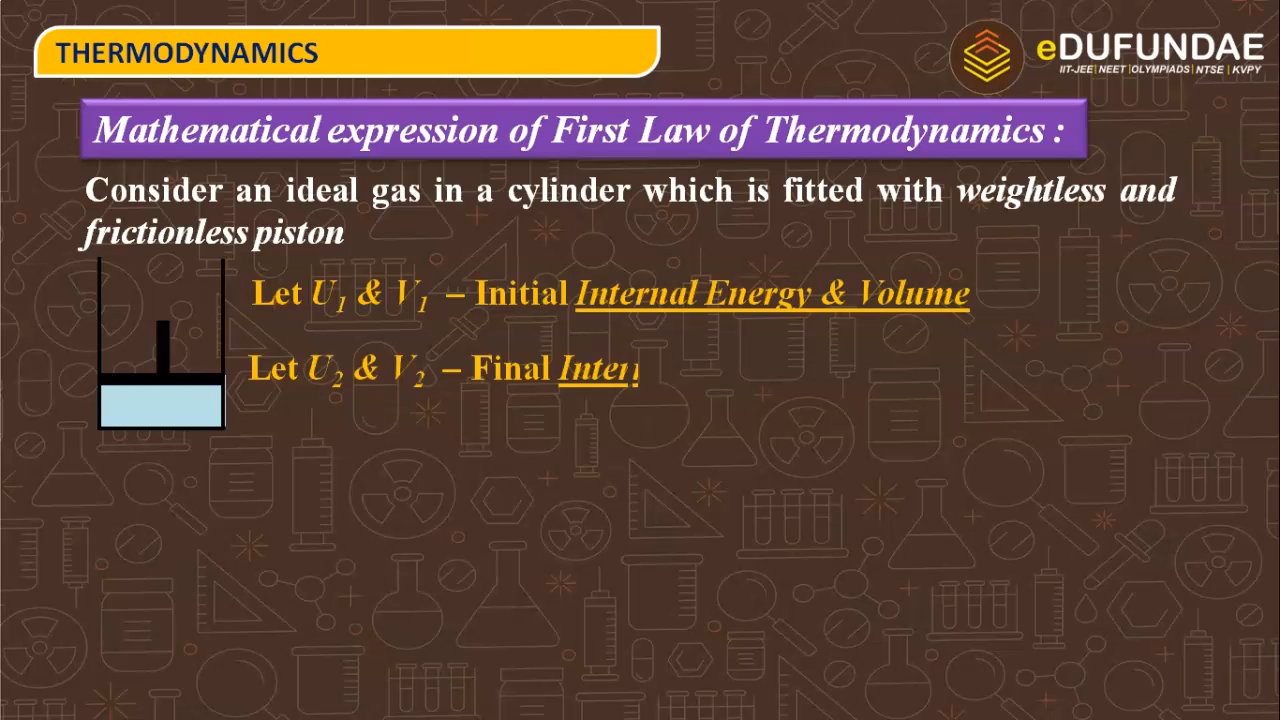 THERMODYNAMICS
eDUFUNDAE
IIT-JEE| NEET |OLYMPIADS| NTSE | KVPY
Mathematical expression of First Law of Thermodynamics :
Consider an ideal gas in a cylinder which is fitted with weightless and
frictionless piston
Let U₁ & V₁ – Initial Internal Energy & Volume
Let U₂ & V₂ – Final